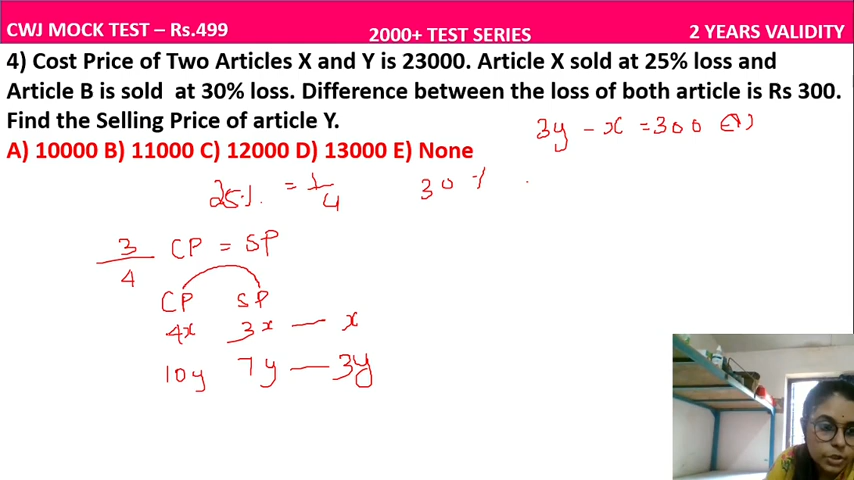 CWJ MOCK TEST – Rs.499
2000+ TEST SERIES
2 YEARS VALIDITY
4) Cost Price of Two Articles X and Y is 23000. Article X sold at 25% loss and
Article B is sold at 30% loss. Difference between the loss of both article is Rs 300.
Find the Selling Price of article Y.
3y - x = 300
A) 10000 B) 11000 C) 12000 D) 13000 E) None
25% = 1/4
30 %
3/4 CP = SP
CP SP
4x 3x — x
10y 7y — 3y